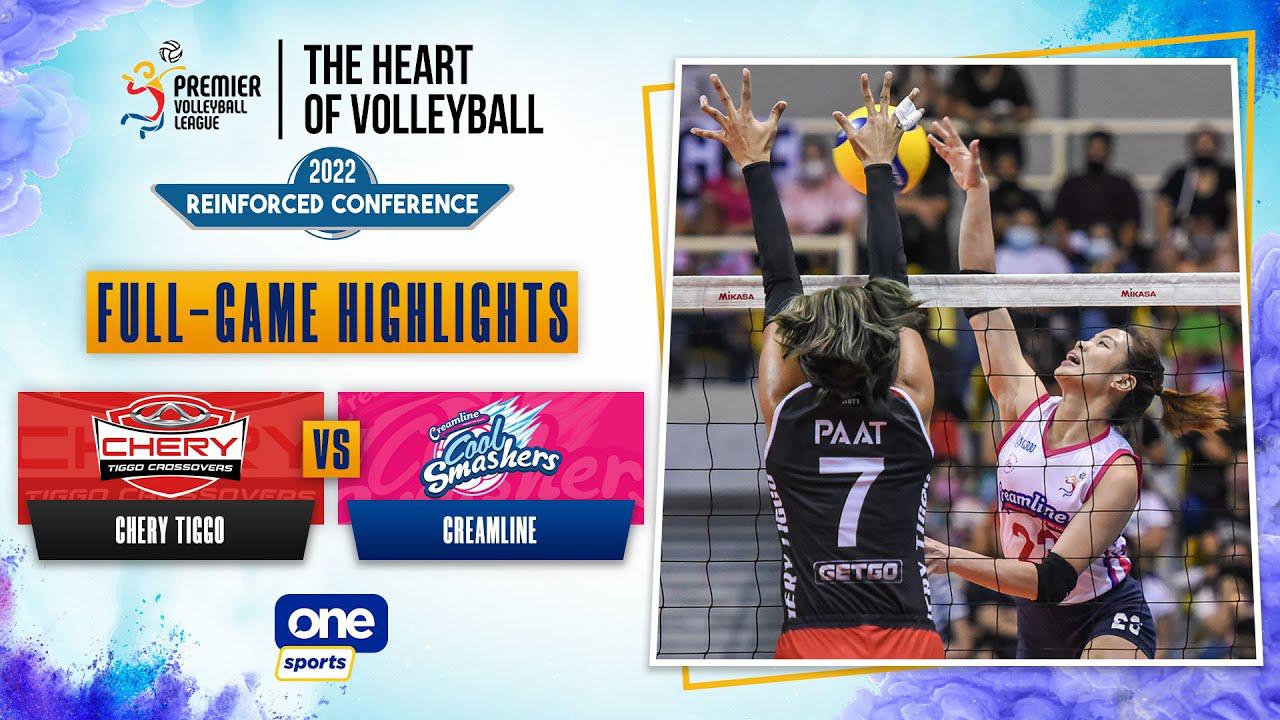 PREMIER
VOLLEYBALL
LEAGUE
THE HEART
OF VOLLEYBALL
2022
REINFORCED CONFERENCE
FULL-GAME HIGHLIGHTS
CHERY
TIGGO CROSSOVERS
VS
Creamline
Cool
Smashers
CHERY TIGGO
CREAMLINE
one
sports
MIKASA
MIKASA
PAAT
7
GETGO
Creamline